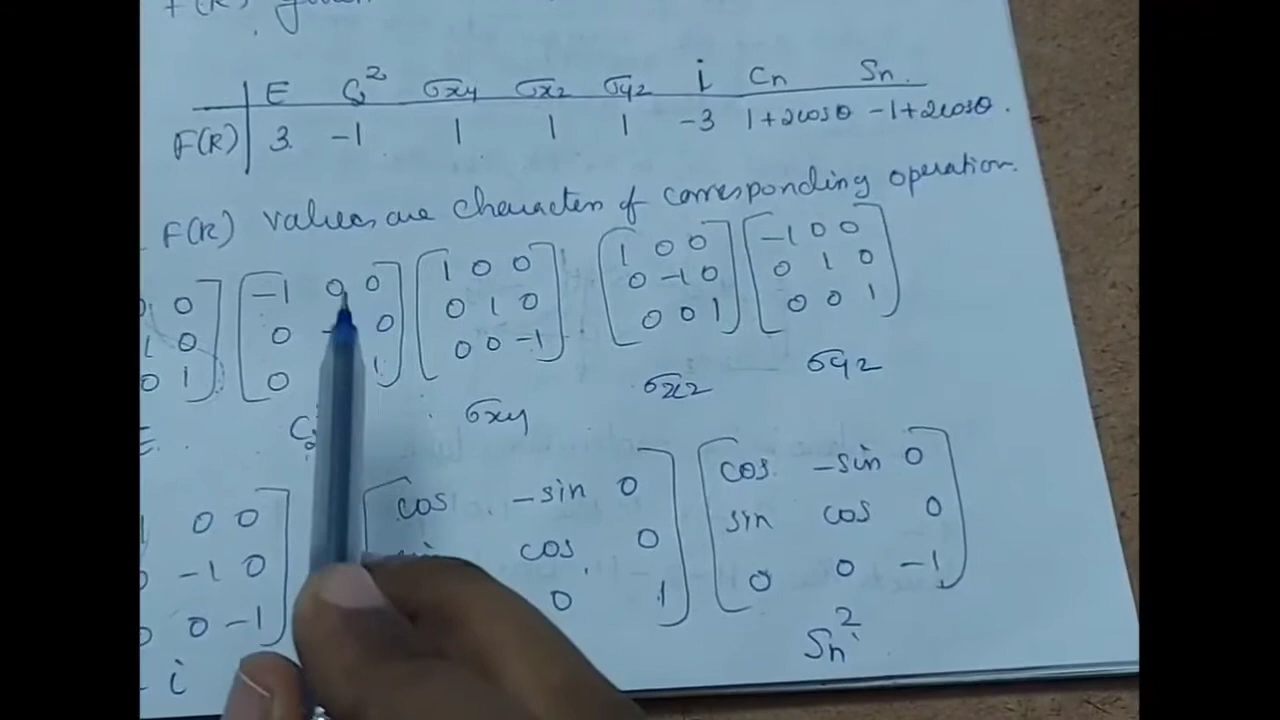 F(R) given
E C₂² σxy σxz σyz i Cn Sn.
F(R) 3 -1 1 1 1 -3 1+2cosθ -1+2cosθ.
F(R) values are character of corresponding operation.
0 -1 0 0 1 0 0 1 0 0 -1 0 0
1 0 0 0 0 1 0 0 -1 0 0 1 0
0 1 0 0 0 -1 0 0 1 0 0 1
E. σxy σxz σyz
0 0 cos -sin 0 cos -sin 0
-1 0 cos 0 sin cos 0
0 -1 0 1 0 0 -1
i Sn²